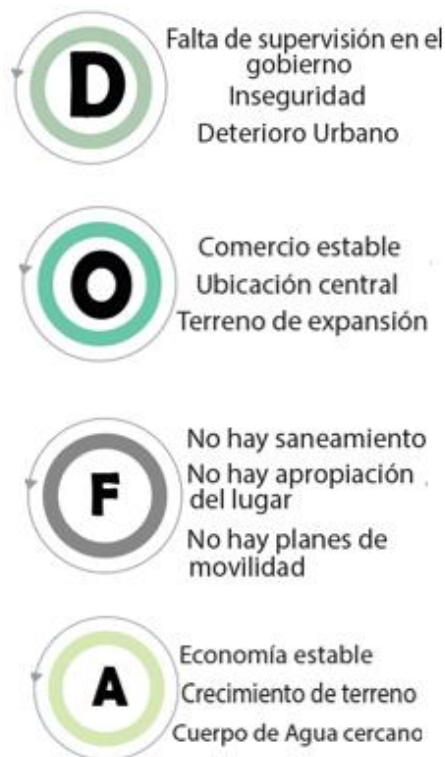 D
Falta de supervisión en el
gobierno
Inseguridad
Deterioro Urbano
O
Comercio estable
Ubicación central
Terreno de expansión
F
No hay saneamiento
No hay apropiación
del lugar
No hay planes de
movilidad
A
Economía estable
Crecimiento de terreno
Cuerpo de Agua cercano